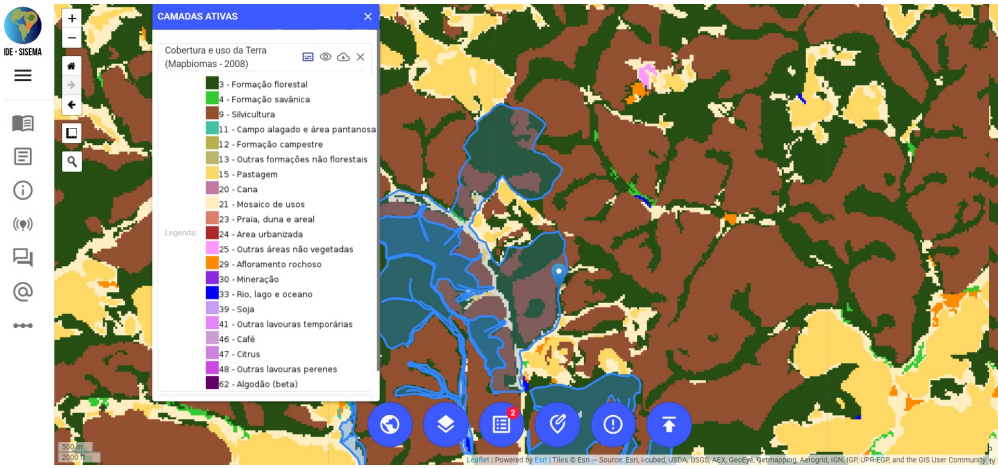 IDE - SISEMA
+
−
CAMADAS ATIVAS
Cobertura e uso da Terra
(Mapbiomas - 2008)
Legenda:
3 - Formação florestal
4 - Formação savânica
9 - Silvicultura
11 - Campo alagado e área pantanosa
12 - Formação campestre
13 - Outras formações não florestais
15 - Pastagem
20 - Cana
21 - Mosaico de usos
23 - Praia, duna e areal
24 - Area urbanizada
25 - Outras áreas não vegetadas
29 - Afloramento rochoso
30 - Mineração
33 - Rio, lago e oceano
39 - Soja
41 - Outras lavouras temporárias
46 - Café
47 - Citrus
48 - Outras lavouras perenes
62 - Algodão (beta)
2
500 m
2000 ft
Leaflet | Powered by Esri | Tiles © Esri — Source: Esri, i-cubed, USDA, USGS, AEX, GeoEye, Getmapping, Aerogrid, IGN, IGP, UPR-EGP, and the GIS User Community